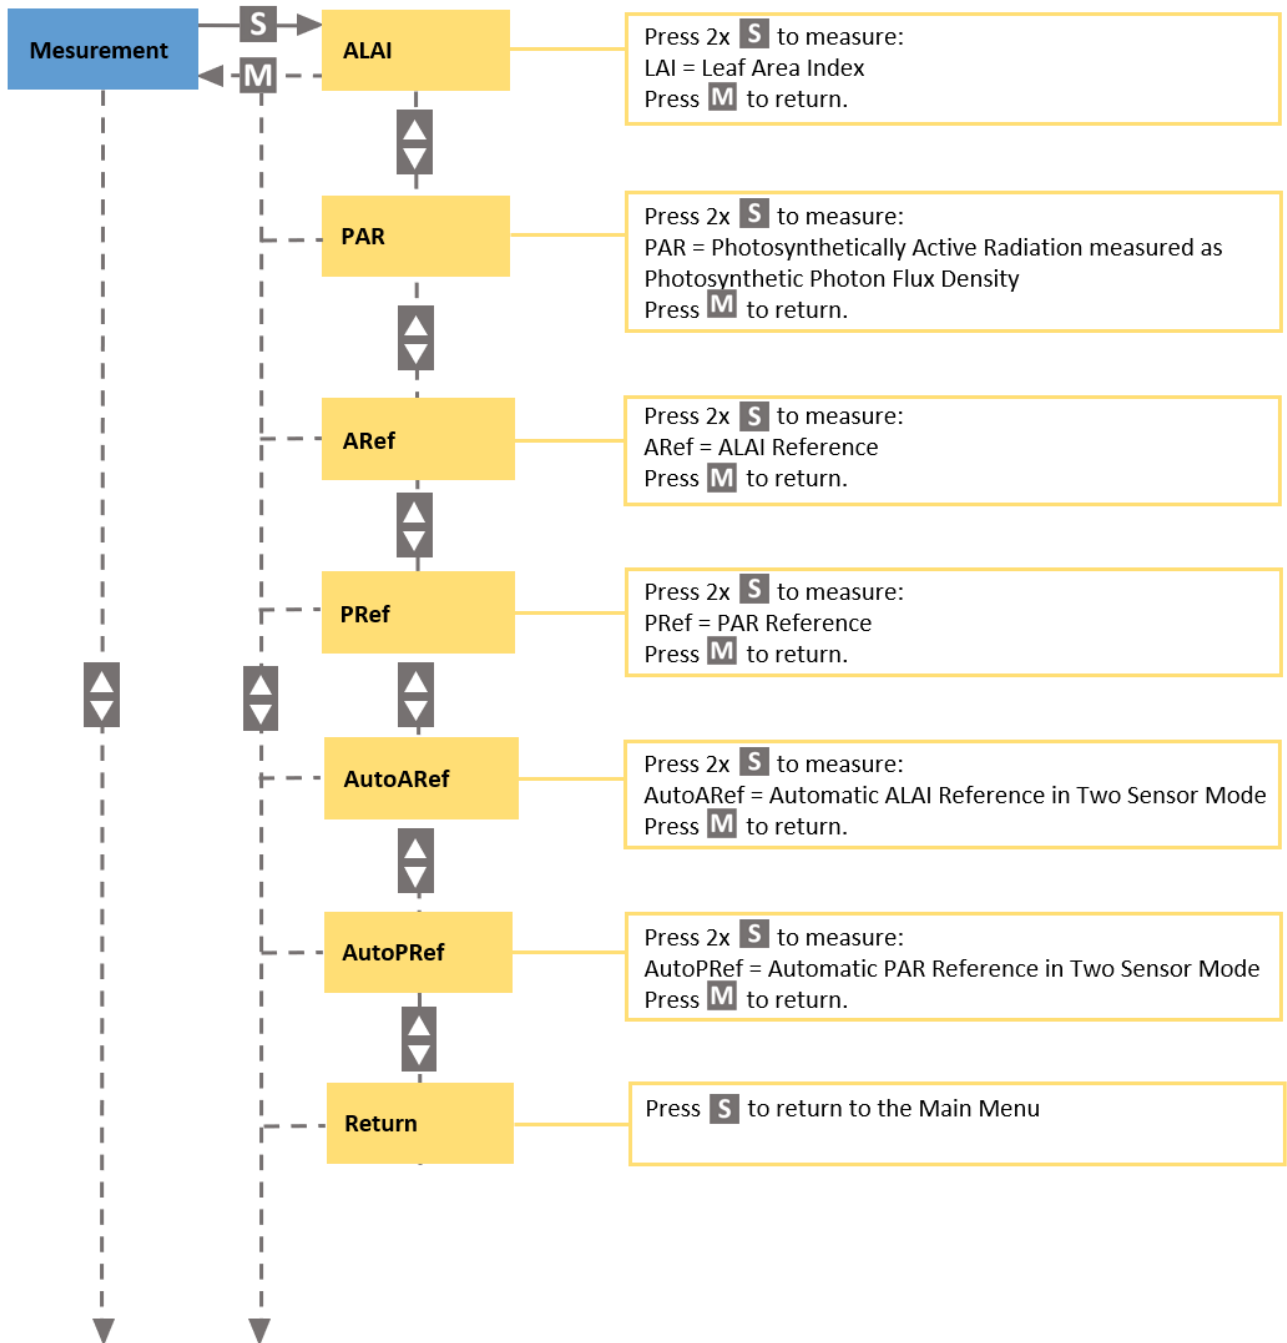 Mesurement
S
M
ALAI
Press 2x S to measure:
LAI = Leaf Area Index
Press M to return.
PAR
Press 2x S to measure:
PAR = Photosynthetically Active Radiation measured as
Photosynthetic Photon Flux Density
Press M to return.
ARef
Press 2x S to measure:
ARef = ALAI Reference
Press M to return.
PRef
Press 2x S to measure:
PRef = PAR Reference
Press M to return.
AutoARef
Press 2x S to measure:
AutoARef = Automatic ALAI Reference in Two Sensor Mode
Press M to return.
AutoPRef
Press 2x S to measure:
AutoPRef = Automatic PAR Reference in Two Sensor Mode
Press M to return.
Return
Press S to return to the Main Menu